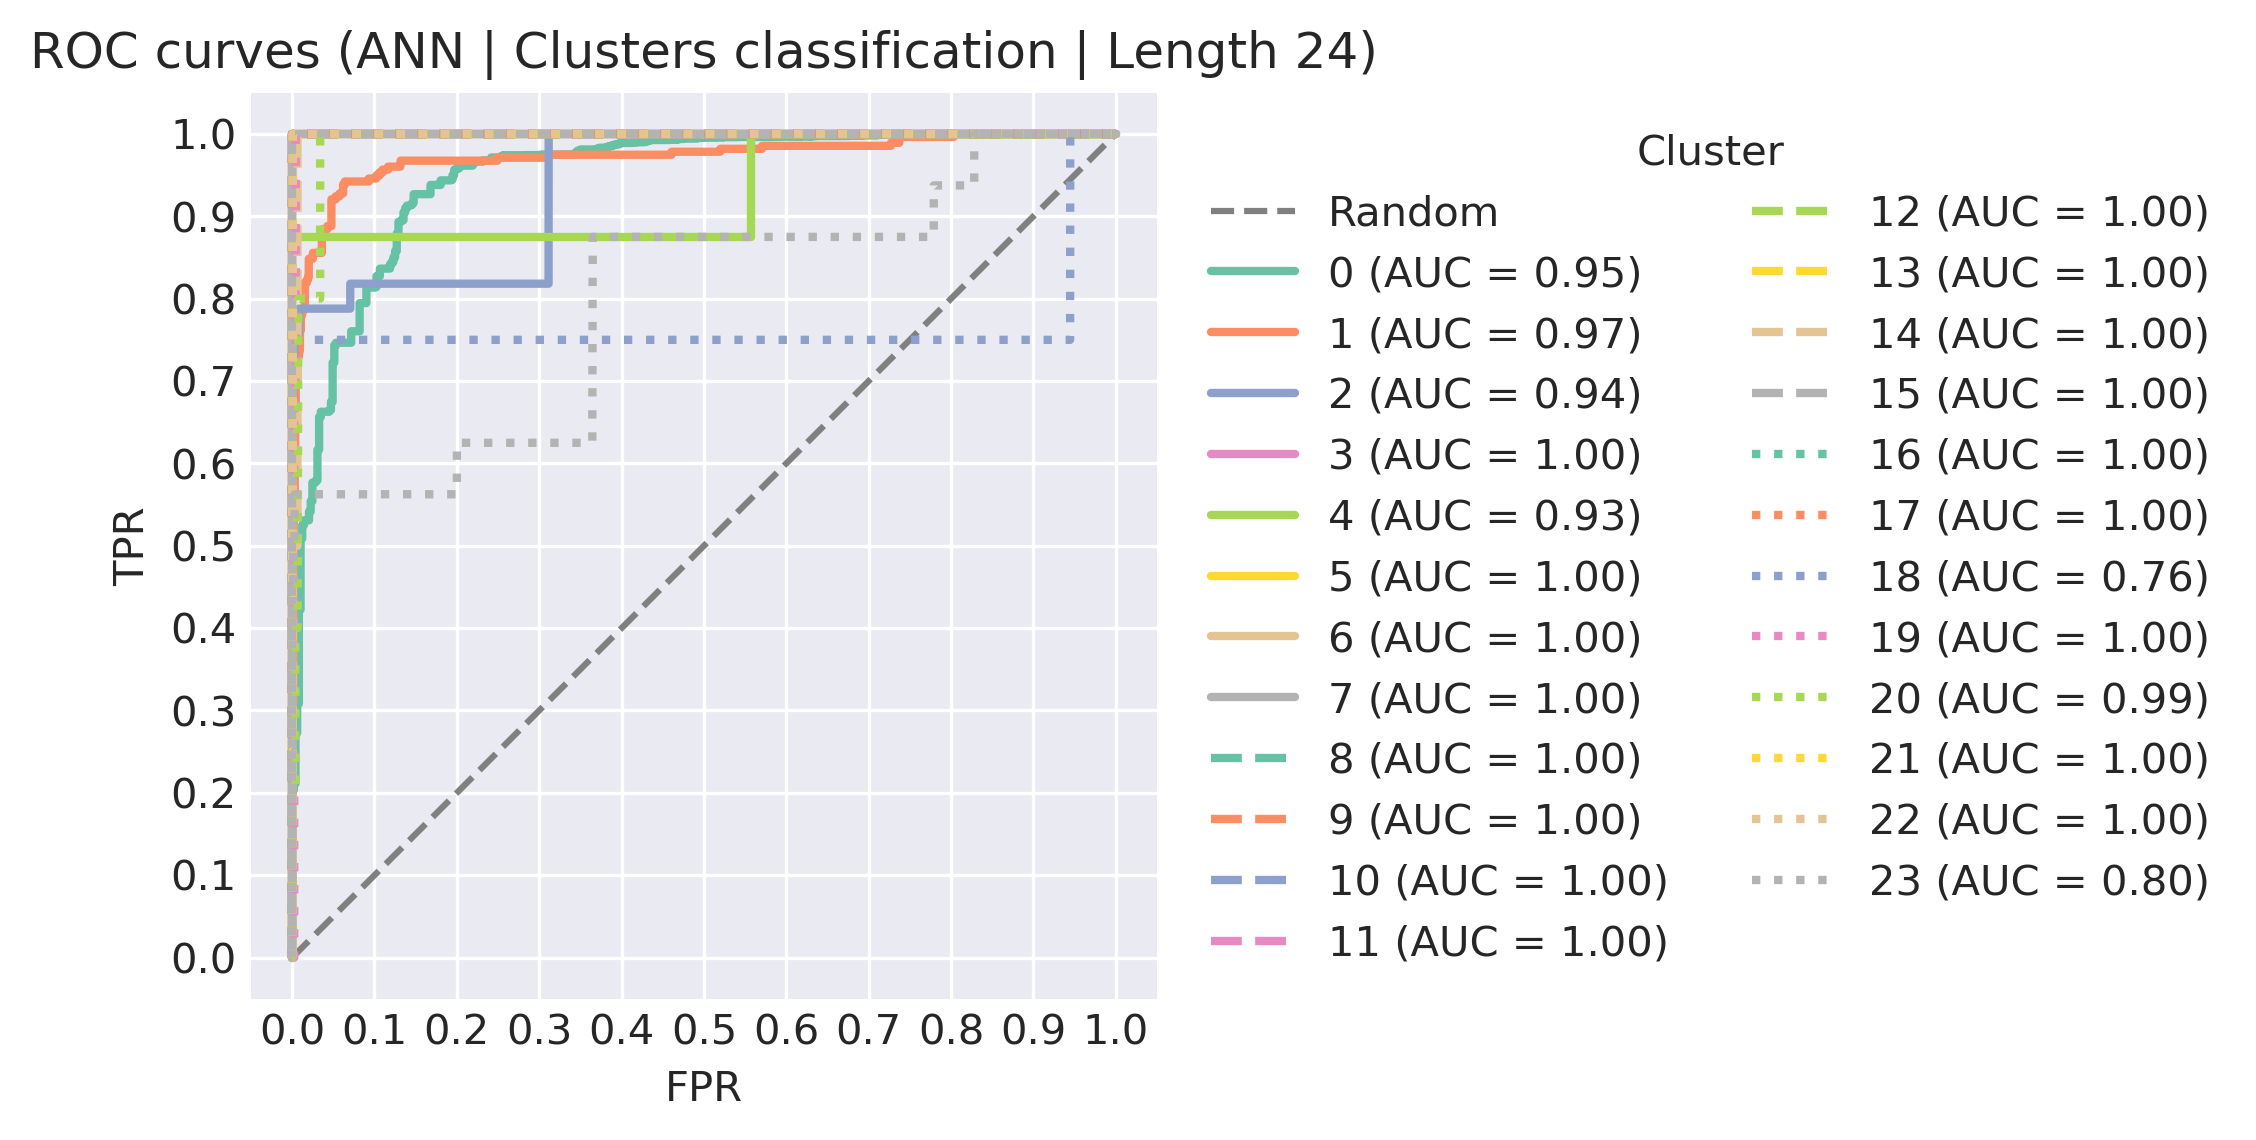 ROC curves (ANN | Clusters classification | Length 24)
1.0
0.9
0.8
0.7
0.6
0.5
0.4
0.3
0.2
0.1
0.0
TPR
0.0 0.1 0.2 0.3 0.4 0.5 0.6 0.7 0.8 0.9 1.0
FPR
Cluster
Random
0 (AUC = 0.95)
1 (AUC = 0.97)
2 (AUC = 0.94)
3 (AUC = 1.00)
4 (AUC = 0.93)
5 (AUC = 1.00)
6 (AUC = 1.00)
7 (AUC = 1.00)
8 (AUC = 1.00)
9 (AUC = 1.00)
10 (AUC = 1.00)
11 (AUC = 1.00)
12 (AUC = 1.00)
13 (AUC = 1.00)
14 (AUC = 1.00)
15 (AUC = 1.00)
16 (AUC = 1.00)
17 (AUC = 1.00)
18 (AUC = 0.76)
19 (AUC = 1.00)
20 (AUC = 0.99)
21 (AUC = 1.00)
22 (AUC = 1.00)
23 (AUC = 0.80)